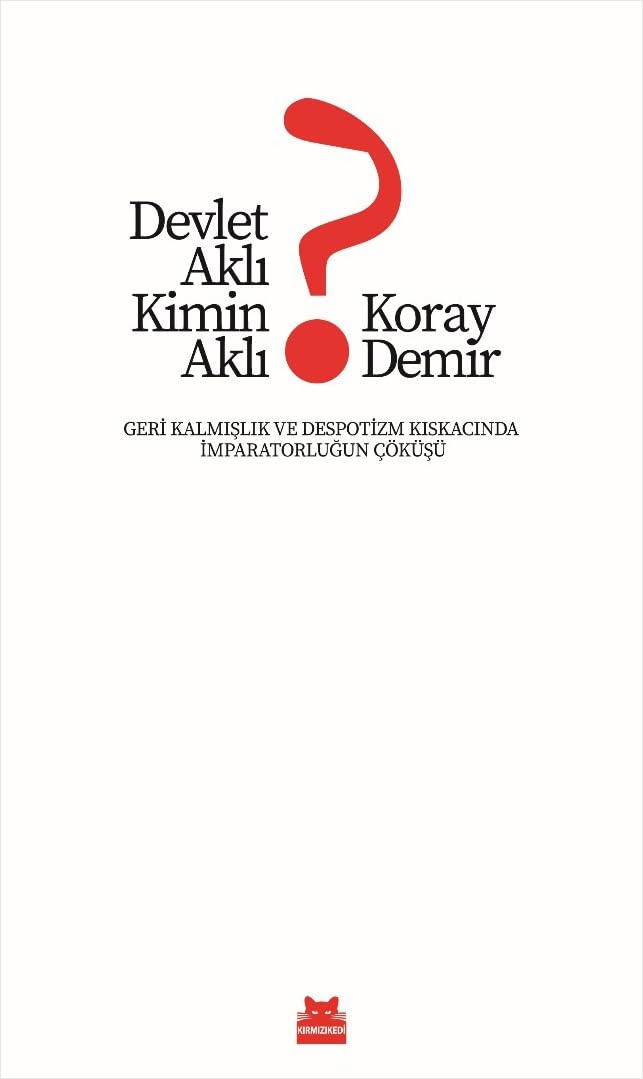 Devlet
Aklı
Kimin
Aklı
?
Koray
Demir
GERİ KALMIŞLIK VE DESPOTİZM KISKACINDA
İMPARATORLUĞUN ÇÖKÜŞÜ
KIRMIZIKEDİ